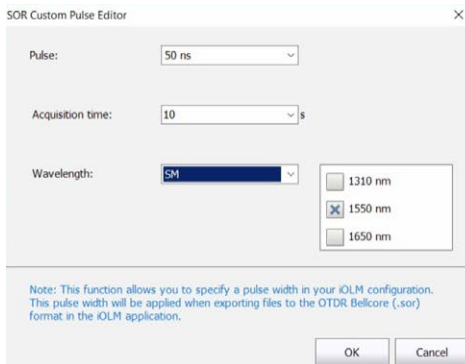 SOR Custom Pulse Editor
Pulse: 50 ns
Acquisition time: 10 s
Wavelength: SM
1310 nm
1550 nm
1650 nm
Note: This function allows you to specify a pulse width in your iOLM configuration.
This pulse width will be applied when exporting files to the OTDR Bellcore (.sor)
format in the iOLM application.
OK Cancel